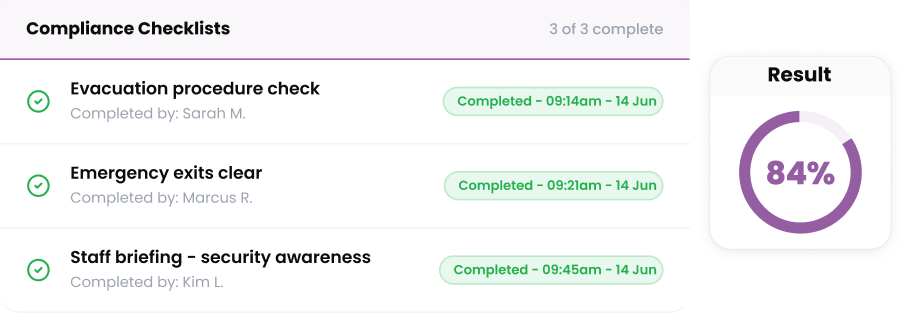 Compliance Checklists
3 of 3 complete
Evacuation procedure check
Completed by: Sarah M.
Completed - 09:14am - 14 Jun
Emergency exits clear
Completed by: Marcus R.
Completed - 09:21am - 14 Jun
Staff briefing - security awareness
Completed by: Kim L.
Completed - 09:45am - 14 Jun
Result
84%